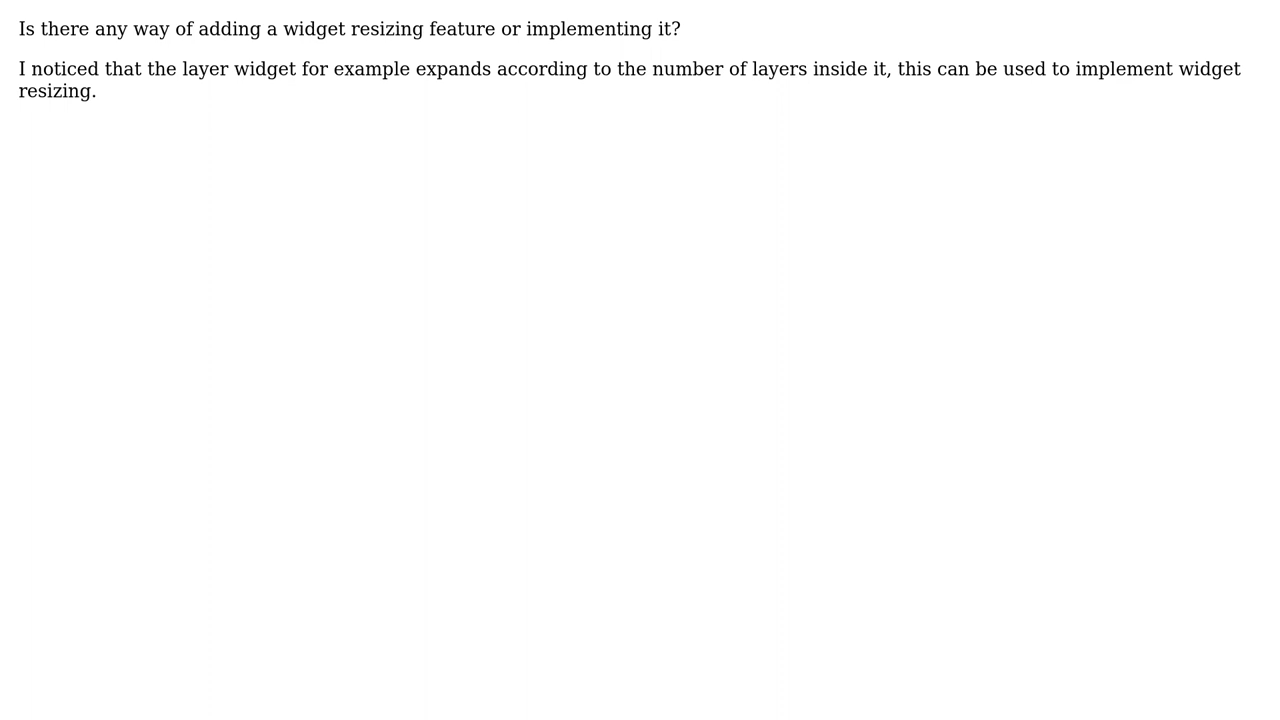 Is there any way of adding a widget resizing feature or implementing it?
I noticed that the layer widget for example expands according to the number of layers inside it, this can be used to implement widget
resizing.